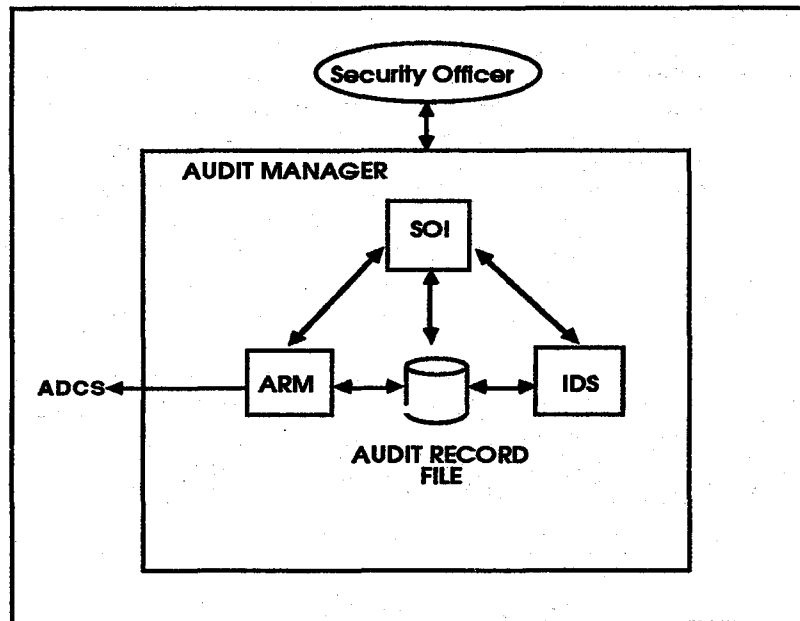 Security Officer
AUDIT MANAGER
SOI
ADCS
ARM
IDS
AUDIT RECORD
FILE